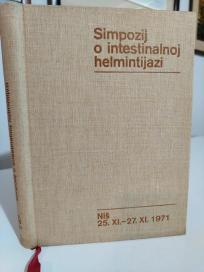 Simpozij
o intestinalnoj
helmintijazi
Niš
25. XI.–27. XI. 1971